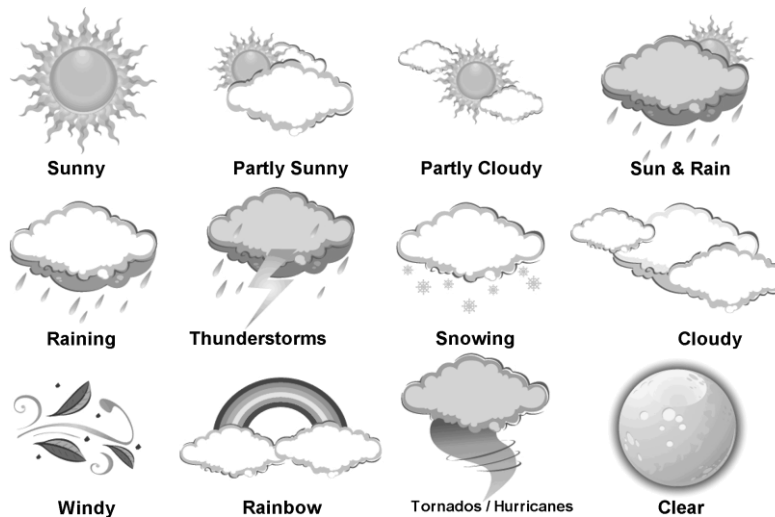 Sunny
Partly Sunny
Partly Cloudy
Sun & Rain
Raining
Thunderstorms
Snowing
Cloudy
Windy
Rainbow
Tornados / Hurricanes
Clear